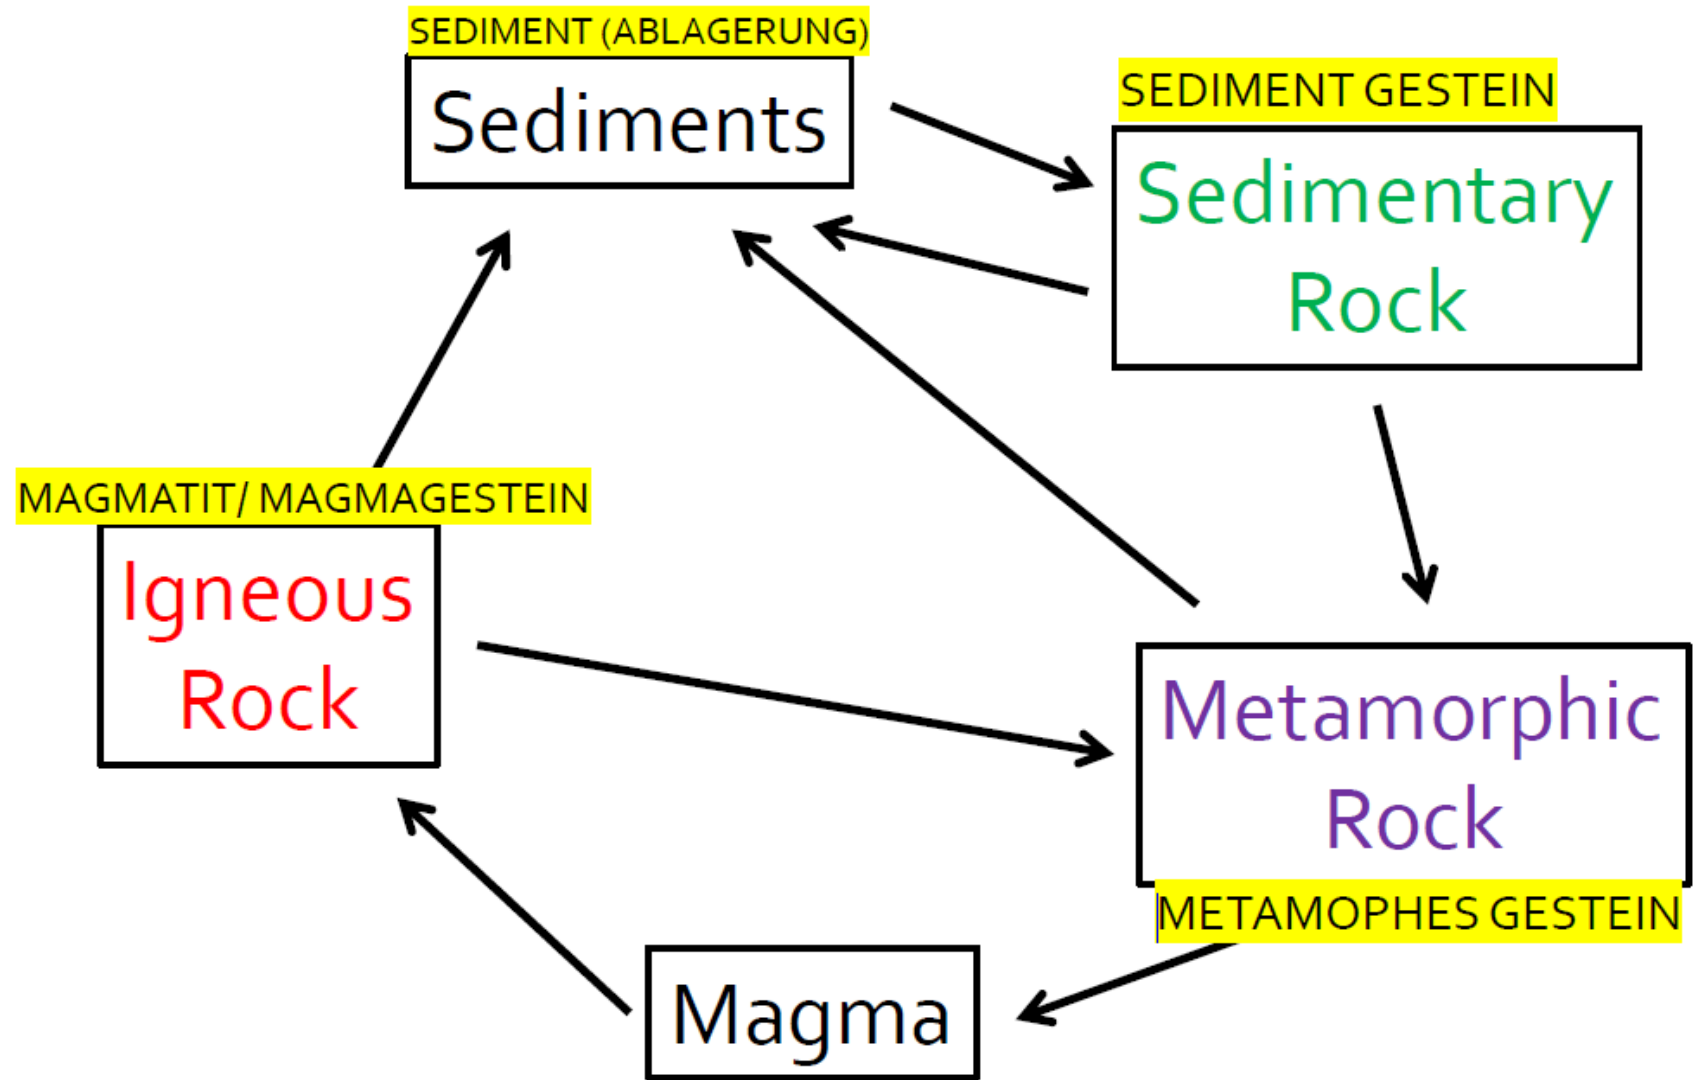 SEDIMENT (ABLAGERUNG)
Sediments
SEDIMENT GESTEIN
Sedimentary
Rock
MAGMATIT/ MAGMAGESTEIN
Igneous
Rock
Metamorphic
Rock
METAMOPHES GESTEIN
Magma